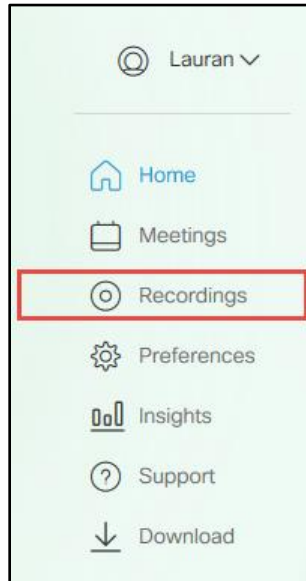 Lauran
Home
Meetings
Recordings
Preferences
Insights
Support
Download